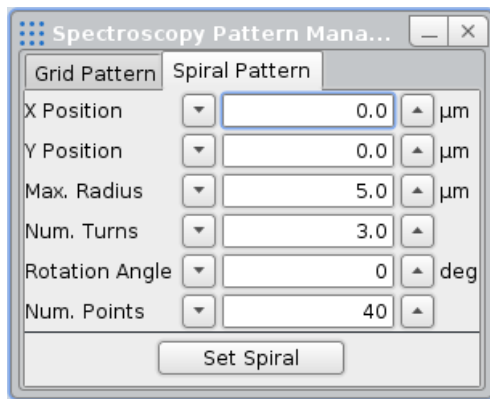 Spectroscopy Pattern Mana...
Grid Pattern Spiral Pattern
X Position 0.0 μm
Y Position 0.0 μm
Max. Radius 5.0 μm
Num. Turns 3.0
Rotation Angle 0 deg
Num. Points 40
Set Spiral